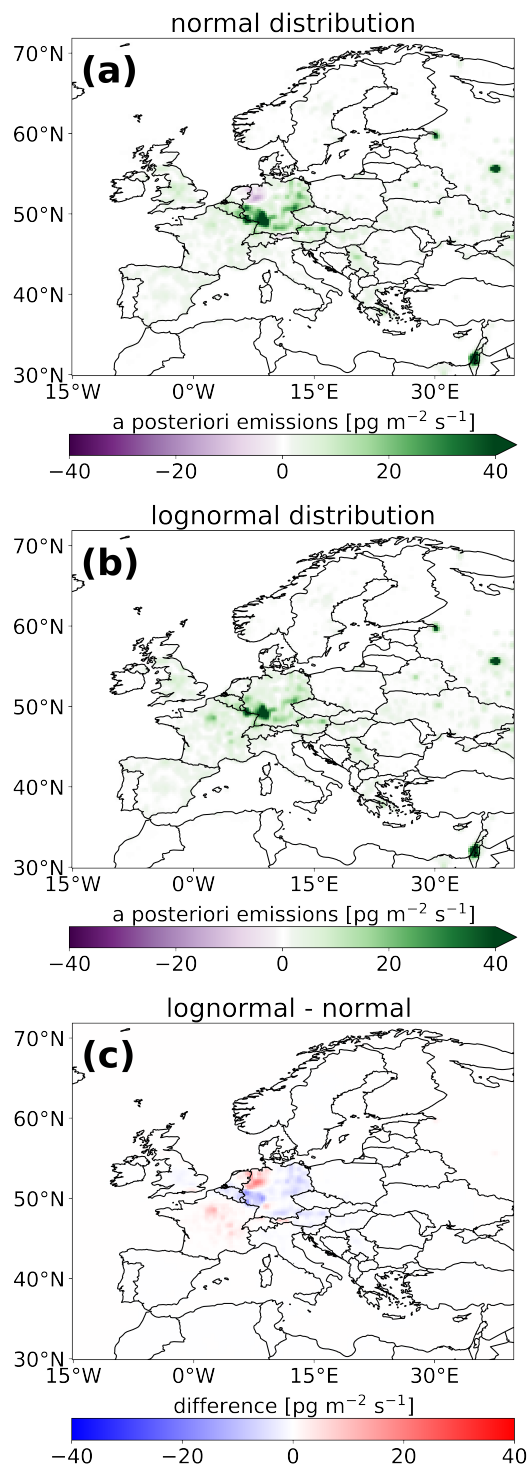 normal distribution
(a)
70°N
60°N
50°N
40°N
30°N
15°W 0°W 15°E 30°E
a posteriori emissions [pg m⁻² s⁻¹]
−40 −20 0 20 40
lognormal distribution
(b)
70°N
60°N
50°N
40°N
30°N
15°W 0°W 15°E 30°E
a posteriori emissions [pg m⁻² s⁻¹]
−40 −20 0 20 40
lognormal - normal
(c)
70°N
60°N
50°N
40°N
30°N
15°W 0°W 15°E 30°E
difference [pg m⁻² s⁻¹]
−40 −20 0 20 40